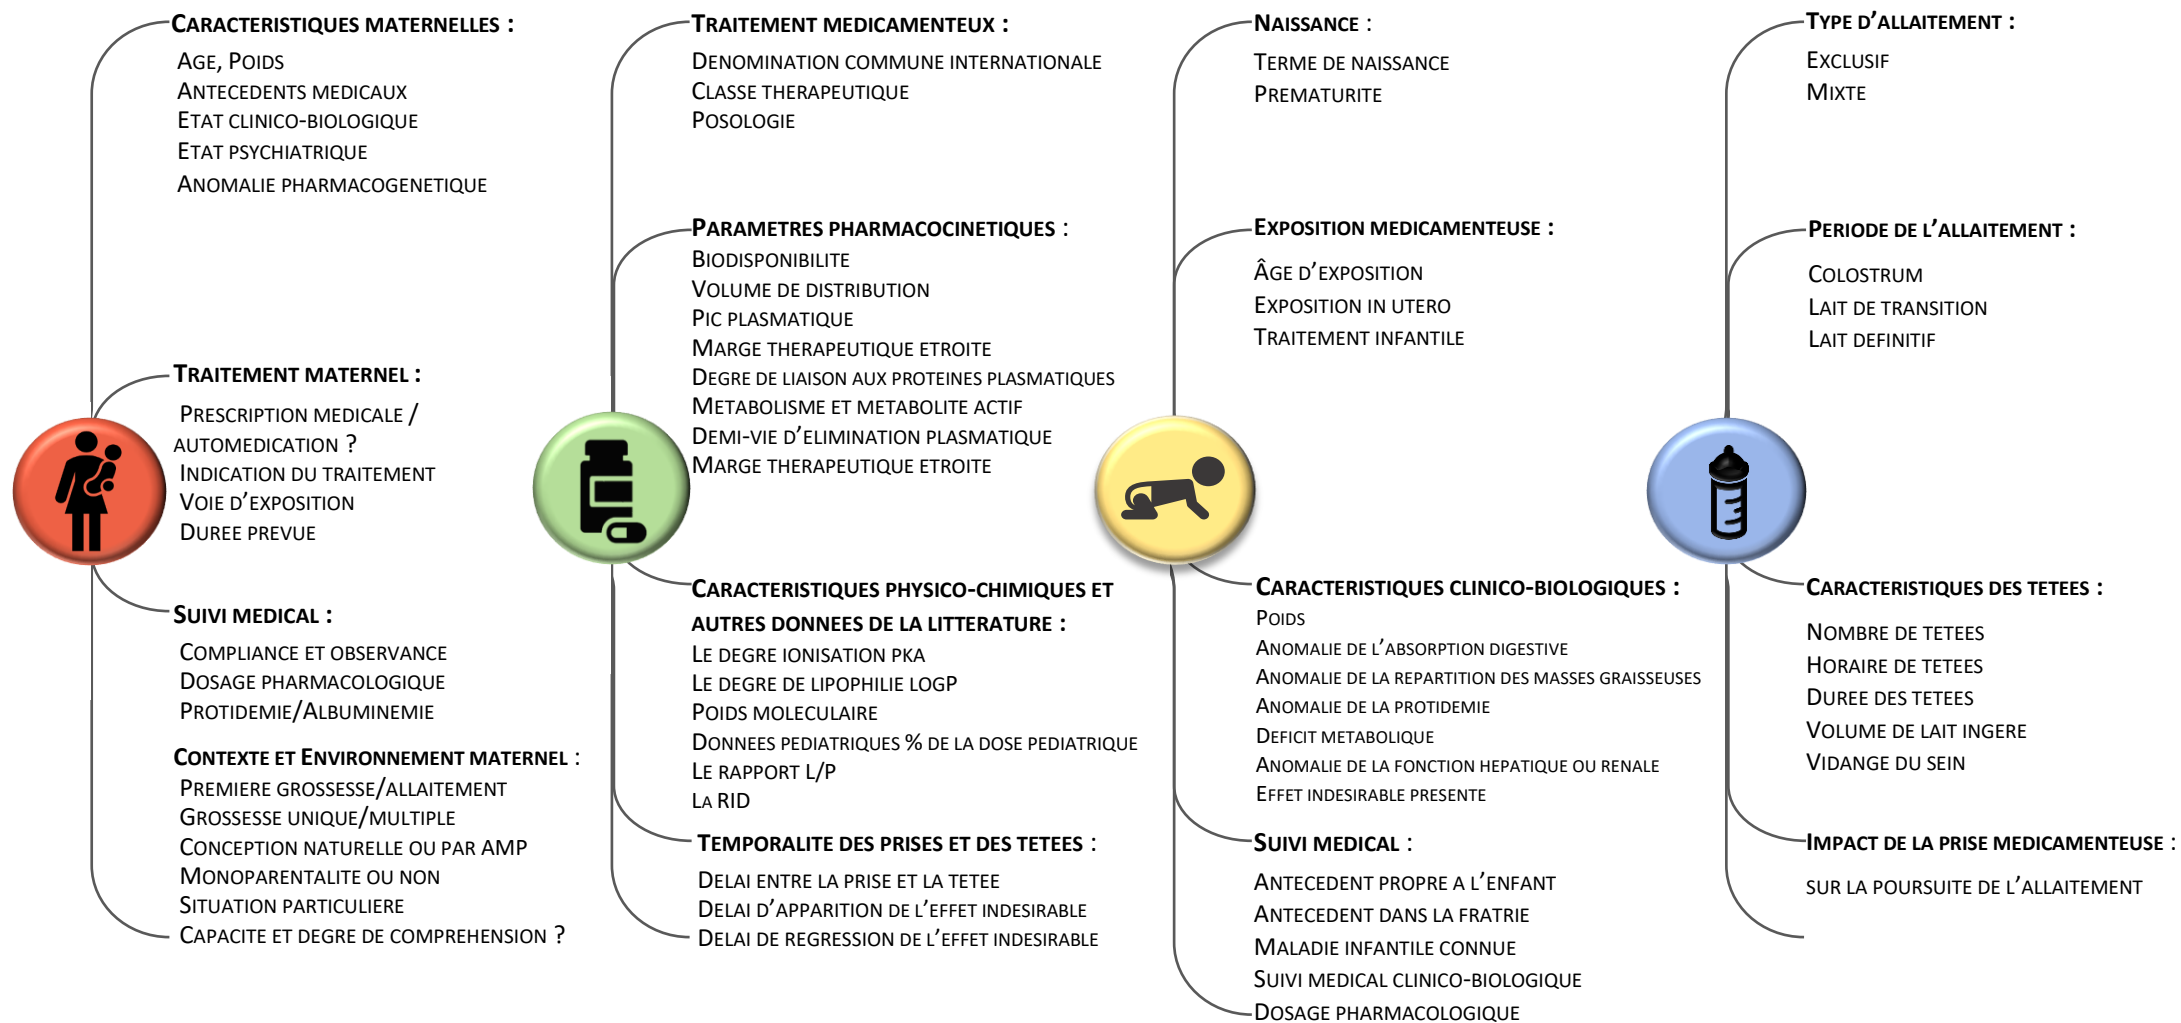 CARACTERISTIQUES MATERNELLES :
AGE, POIDS
ANTECEDENTS MEDICAUX
ETAT CLINICO-BIOLOGIQUE
ETAT PSYCHIATRIQUE
ANOMALIE PHARMACOGENETIQUE
TRAITEMENT MATERNEL :
PRESCRIPTION MEDICALE /
AUTOMEDICATION ?
INDICATION DU TRAITEMENT
VOIE D'EXPOSITION
DUREE PREVUE
SUIVI MEDICAL :
COMPLIANCE ET OBSERVANCE
DOSAGE PHARMACOLOGIQUE
PROTIDEMIE/ALBUMINEMIE
CONTEXTE ET ENVIRONNEMENT MATERNEL :
PREMIERE GROSSESSE/ALLAITEMENT
GROSSESSE UNIQUE/MULTIPLE
CONCEPTION NATURELLE OU PAR AMP
MONOPARENTALITE OU NON
SITUATION PARTICULIERE
CAPACITE ET DEGRE DE COMPREHENSION ?
TRAITEMENT MEDICAMENTEUX :
DENOMINATION COMMUNE INTERNATIONALE
CLASSE THERAPEUTIQUE
POSOLOGIE
PARAMETRES PHARMACOCINETIQUES :
BIODISPONIBILITE
VOLUME DE DISTRIBUTION
PIC PLASMATIQUE
MARGE THERAPEUTIQUE ETROITE
DEGRE DE LIAISON AUX PROTEINES PLASMATIQUES
METABOLISME ET METABOLITE ACTIF
DEMI-VIE D'ELIMINATION PLASMATIQUE
MARGE THERAPEUTIQUE ETROITE
CARACTERISTIQUES PHYSICO-CHIMIQUES ET
AUTRES DONNEES DE LA LITTERATURE :
LE DEGRE IONISATION PKA
LE DEGRE DE LIPOPHILIE LOGP
POIDS MOLECULAIRE
DONNEES PEDIATRIQUES % DE LA DOSE PEDIATRIQUE
LE RAPPORT L/P
LA RID
TEMPORALITE DES PRISES ET DES TETEES :
DELAI ENTRE LA PRISE ET LA TETEE
DELAI D'APPARITION DE L'EFFET INDESIRABLE
DELAI DE REGRESSION DE L'EFFET INDESIRABLE
NAISSANCE :
TERME DE NAISSANCE
PREMATURITE
EXPOSITION MEDICAMENTEUSE :
ÂGE D'EXPOSITION
EXPOSITION IN UTERO
TRAITEMENT INFANTILE
CARACTERISTIQUES CLINICO-BIOLOGIQUES :
POIDS
ANOMALIE DE L'ABSORPTION DIGESTIVE
ANOMALIE DE LA REPARTITION DES MASSES GRAISSEUSES
ANOMALIE DE LA PROTIDEMIE
DEFICIT METABOLIQUE
ANOMALIE DE LA FONCTION HEPATIQUE OU RENALE
EFFET INDESIRABLE PRESENTE
SUIVI MEDICAL :
ANTECEDENT PROPRE A L'ENFANT
ANTECEDENT DANS LA FRATRIE
MALADIE INFANTILE CONNUE
SUIVI MEDICAL CLINICO-BIOLOGIQUE
DOSAGE PHARMACOLOGIQUE
TYPE D'ALLAITEMENT :
EXCLUSIF
MIXTE
PERIODE DE L'ALLAITEMENT :
COLOSTRUM
LAIT DE TRANSITION
LAIT DEFINITIF
CARACTERISTIQUES DES TETEES :
NOMBRE DE TETEES
HORAIRE DE TETEES
DUREE DES TETEES
VOLUME DE LAIT INGERE
VIDANGE DU SEIN
IMPACT DE LA PRISE MEDICAMENTEUSE :
SUR LA POURSUITE DE L'ALLAITEMENT